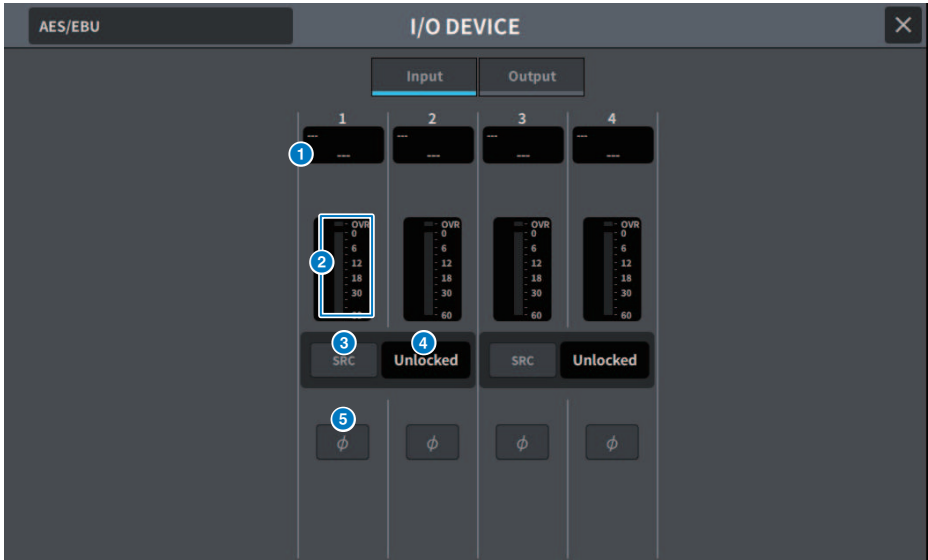 AES/EBU
I/O DEVICE
Input Output
1 2 3 4
--- --- --- ---
1
--- --- --- ---
OVR OVR OVR OVR
0 0 0 0
6 6 6 6
2 12 12 12 12
18 18 18 18
30 30 30 30
60 60 60 60
3 4
SRC Unlocked SRC Unlocked
5
ϕ ϕ ϕ ϕ